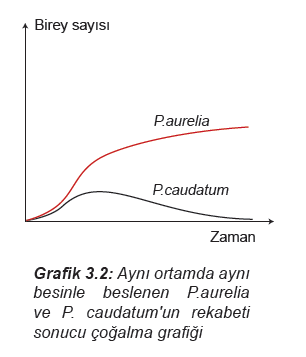 Birey sayısı
P.aurelia
P.caudatum
Zaman
Grafik 3.2: Aynı ortamda aynı
besinle beslenen P.aurelia
ve P. caudatum'un rekabeti
sonucu çoğalma grafiği